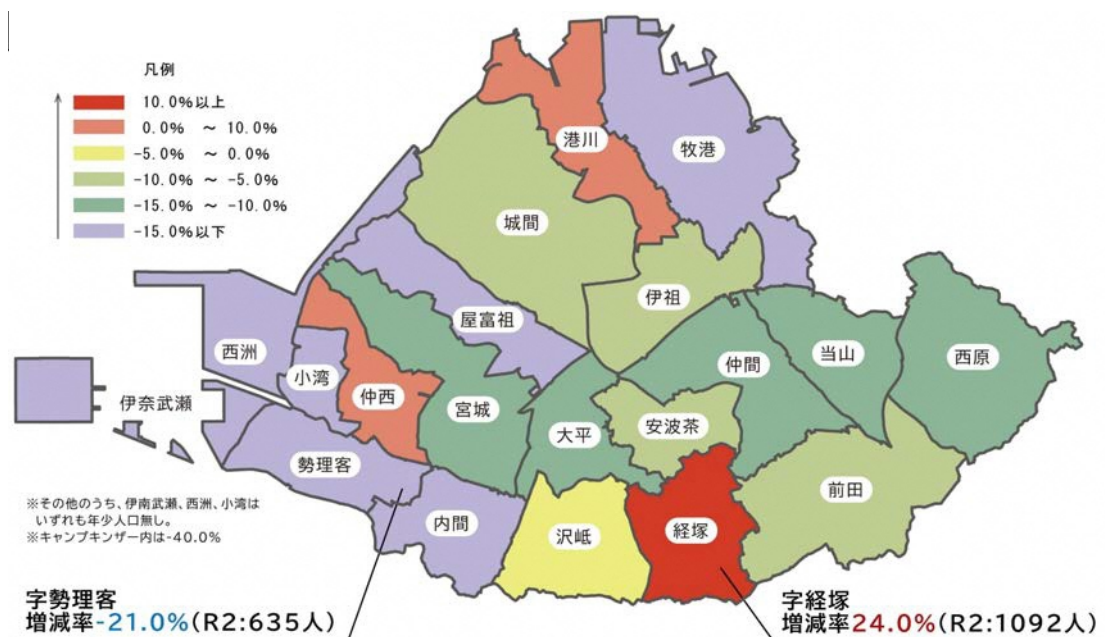 凡例
10.0%以上
0.0% ～ 10.0%
-5.0% ～ 0.0%
-10.0% ～ -5.0%
-15.0% ～ -10.0%
-15.0%以下
港川
牧港
城間
伊祖
屋富祖
西洲
小湾
仲西
宮城
仲間
当山
西原
伊奈武瀬
大平
安波茶
勢理客
前田
内間
沢岻
経塚
※その他のうち、伊南武瀬、西洲、小湾は
いずれも年少人口無し。
※キャンプキンザー内は-40.0%
字勢理客
増減率-21.0%(R2:635人)
字経塚
増減率24.0%(R2:1092人)